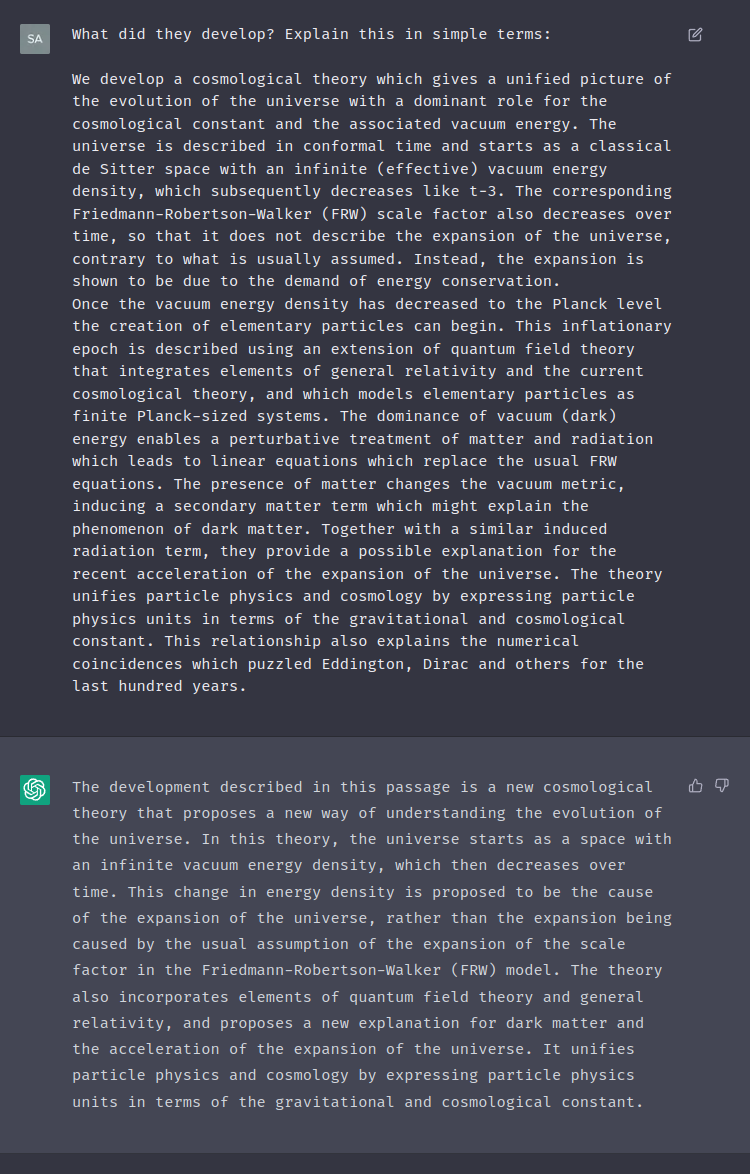 SA
What did they develop? Explain this in simple terms:
We develop a cosmological theory which gives a unified picture of
the evolution of the universe with a dominant role for the
cosmological constant and the associated vacuum energy. The
universe is described in conformal time and starts as a classical
de Sitter space with an infinite (effective) vacuum energy
density, which subsequently decreases like t-3. The corresponding
Friedmann-Robertson-Walker (FRW) scale factor also decreases over
time, so that it does not describe the expansion of the universe,
contrary to what is usually assumed. Instead, the expansion is
shown to be due to the demand of energy conservation.
Once the vacuum energy density has decreased to the Planck level
the creation of elementary particles can begin. This inflationary
epoch is described using an extension of quantum field theory
that integrates elements of general relativity and the current
cosmological theory, and which models elementary particles as
finite Planck-sized systems. The dominance of vacuum (dark)
energy enables a perturbative treatment of matter and radiation
which leads to linear equations which replace the usual FRW
equations. The presence of matter changes the vacuum metric,
inducing a secondary matter term which might explain the
phenomenon of dark matter. Together with a similar induced
radiation term, they provide a possible explanation for the
recent acceleration of the expansion of the universe. The theory
unifies particle physics and cosmology by expressing particle
physics units in terms of the gravitational and cosmological
constant. This relationship also explains the numerical
coincidences which puzzled Eddington, Dirac and others for the
last hundred years.
The development described in this passage is a new cosmological
theory that proposes a new way of understanding the evolution of
the universe. In this theory, the universe starts as a space with
an infinite vacuum energy density, which then decreases over
time. This change in energy density is proposed to be the cause
of the expansion of the universe, rather than the expansion being
caused by the usual assumption of the expansion of the scale
factor in the Friedmann-Robertson-Walker (FRW) model. The theory
also incorporates elements of quantum field theory and general
relativity, and proposes a new explanation for dark matter and
the acceleration of the expansion of the universe. It unifies
particle physics and cosmology by expressing particle physics
units in terms of the gravitational and cosmological constant.